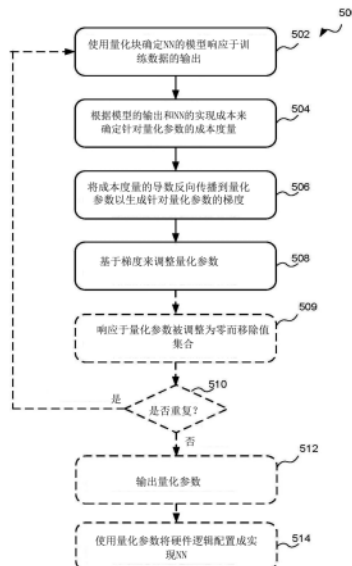 50
使用量化块确定NN的模型响应于训
练数据的输出
502
根据模型的输出和NN的实现成本来
确定针对量化参数的成本度量
504
将成本度量的导数反向传播到量化
参数以生成针对量化参数的梯度
506
基于梯度来调整量化参数
508
509
响应于量化参数被调整为零而移除值
集合
510
是
是否重复？
否
512
输出量化参数
使用量化参数将硬件逻辑配置成实
现NN
514